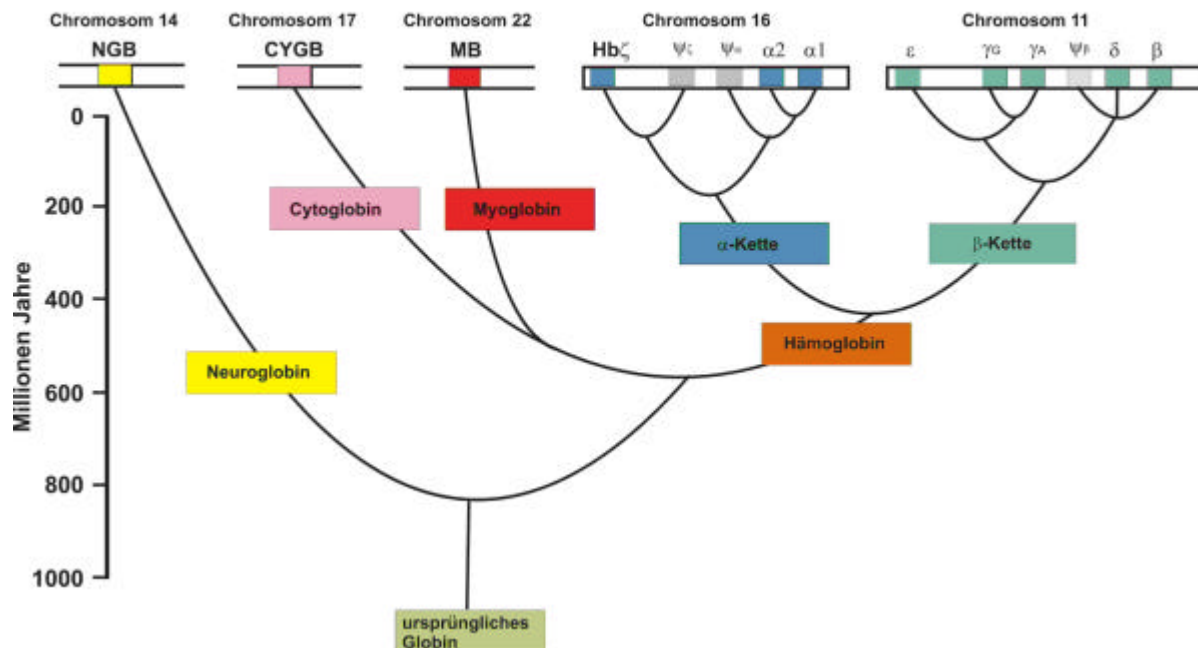 Chromosom 14 Chromosom 17 Chromosom 22 Chromosom 16 Chromosom 11
NGB CYGB MB Hbζ ψζ ψα α2 α1 ε γG γA ψβ δ β
0
Cytoglobin Myoglobin
200
α-Kette β-Kette
400
Hämoglobin
Neuroglobin
600
800
1000
Millionen Jahre
ursprüngliches
Globin